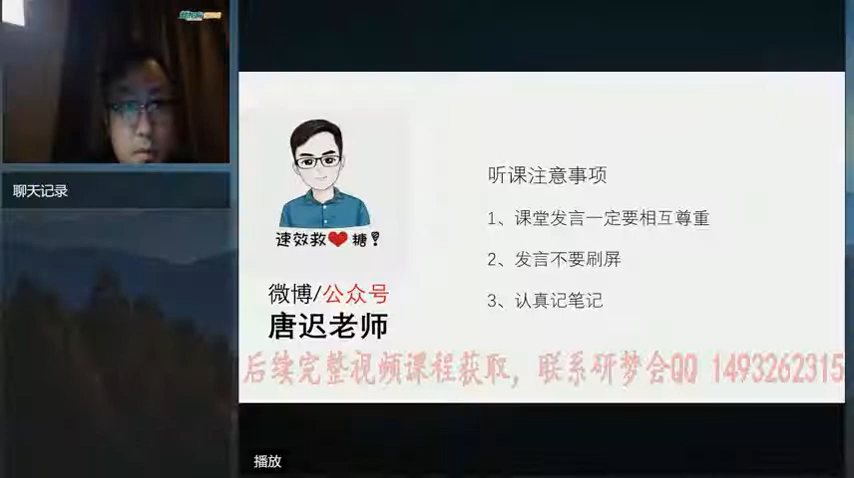 聊天记录
速效救❤糖!
微博/公众号
唐迟老师
听课注意事项
1、课堂发言一定要相互尊重
2、发言不要刷屏
3、认真记笔记
后续完整视频课程获取，联系研梦会QQ 1493262315
播放